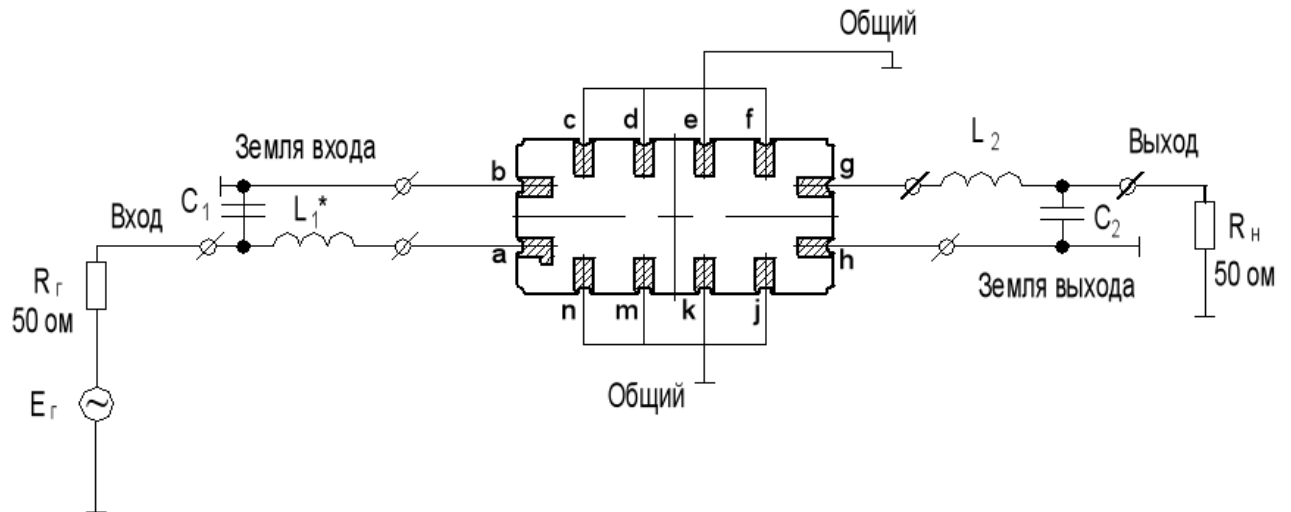 Общий
c d e f
Земля входа
b
g
L 2
Выход
C 1
Вход
L 1*
a
h
C 2
R н
50 ом
R г
50 ом
n m k j
Земля выхода
Общий
E г
~